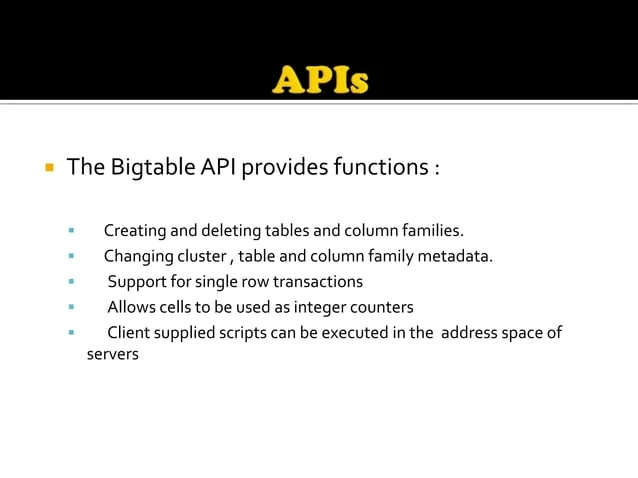 APIs
The Bigtable API provides functions :
Creating and deleting tables and column families.
Changing cluster , table and column family metadata.
Support for single row transactions
Allows cells to be used as integer counters
Client supplied scripts can be executed in the address space of
servers